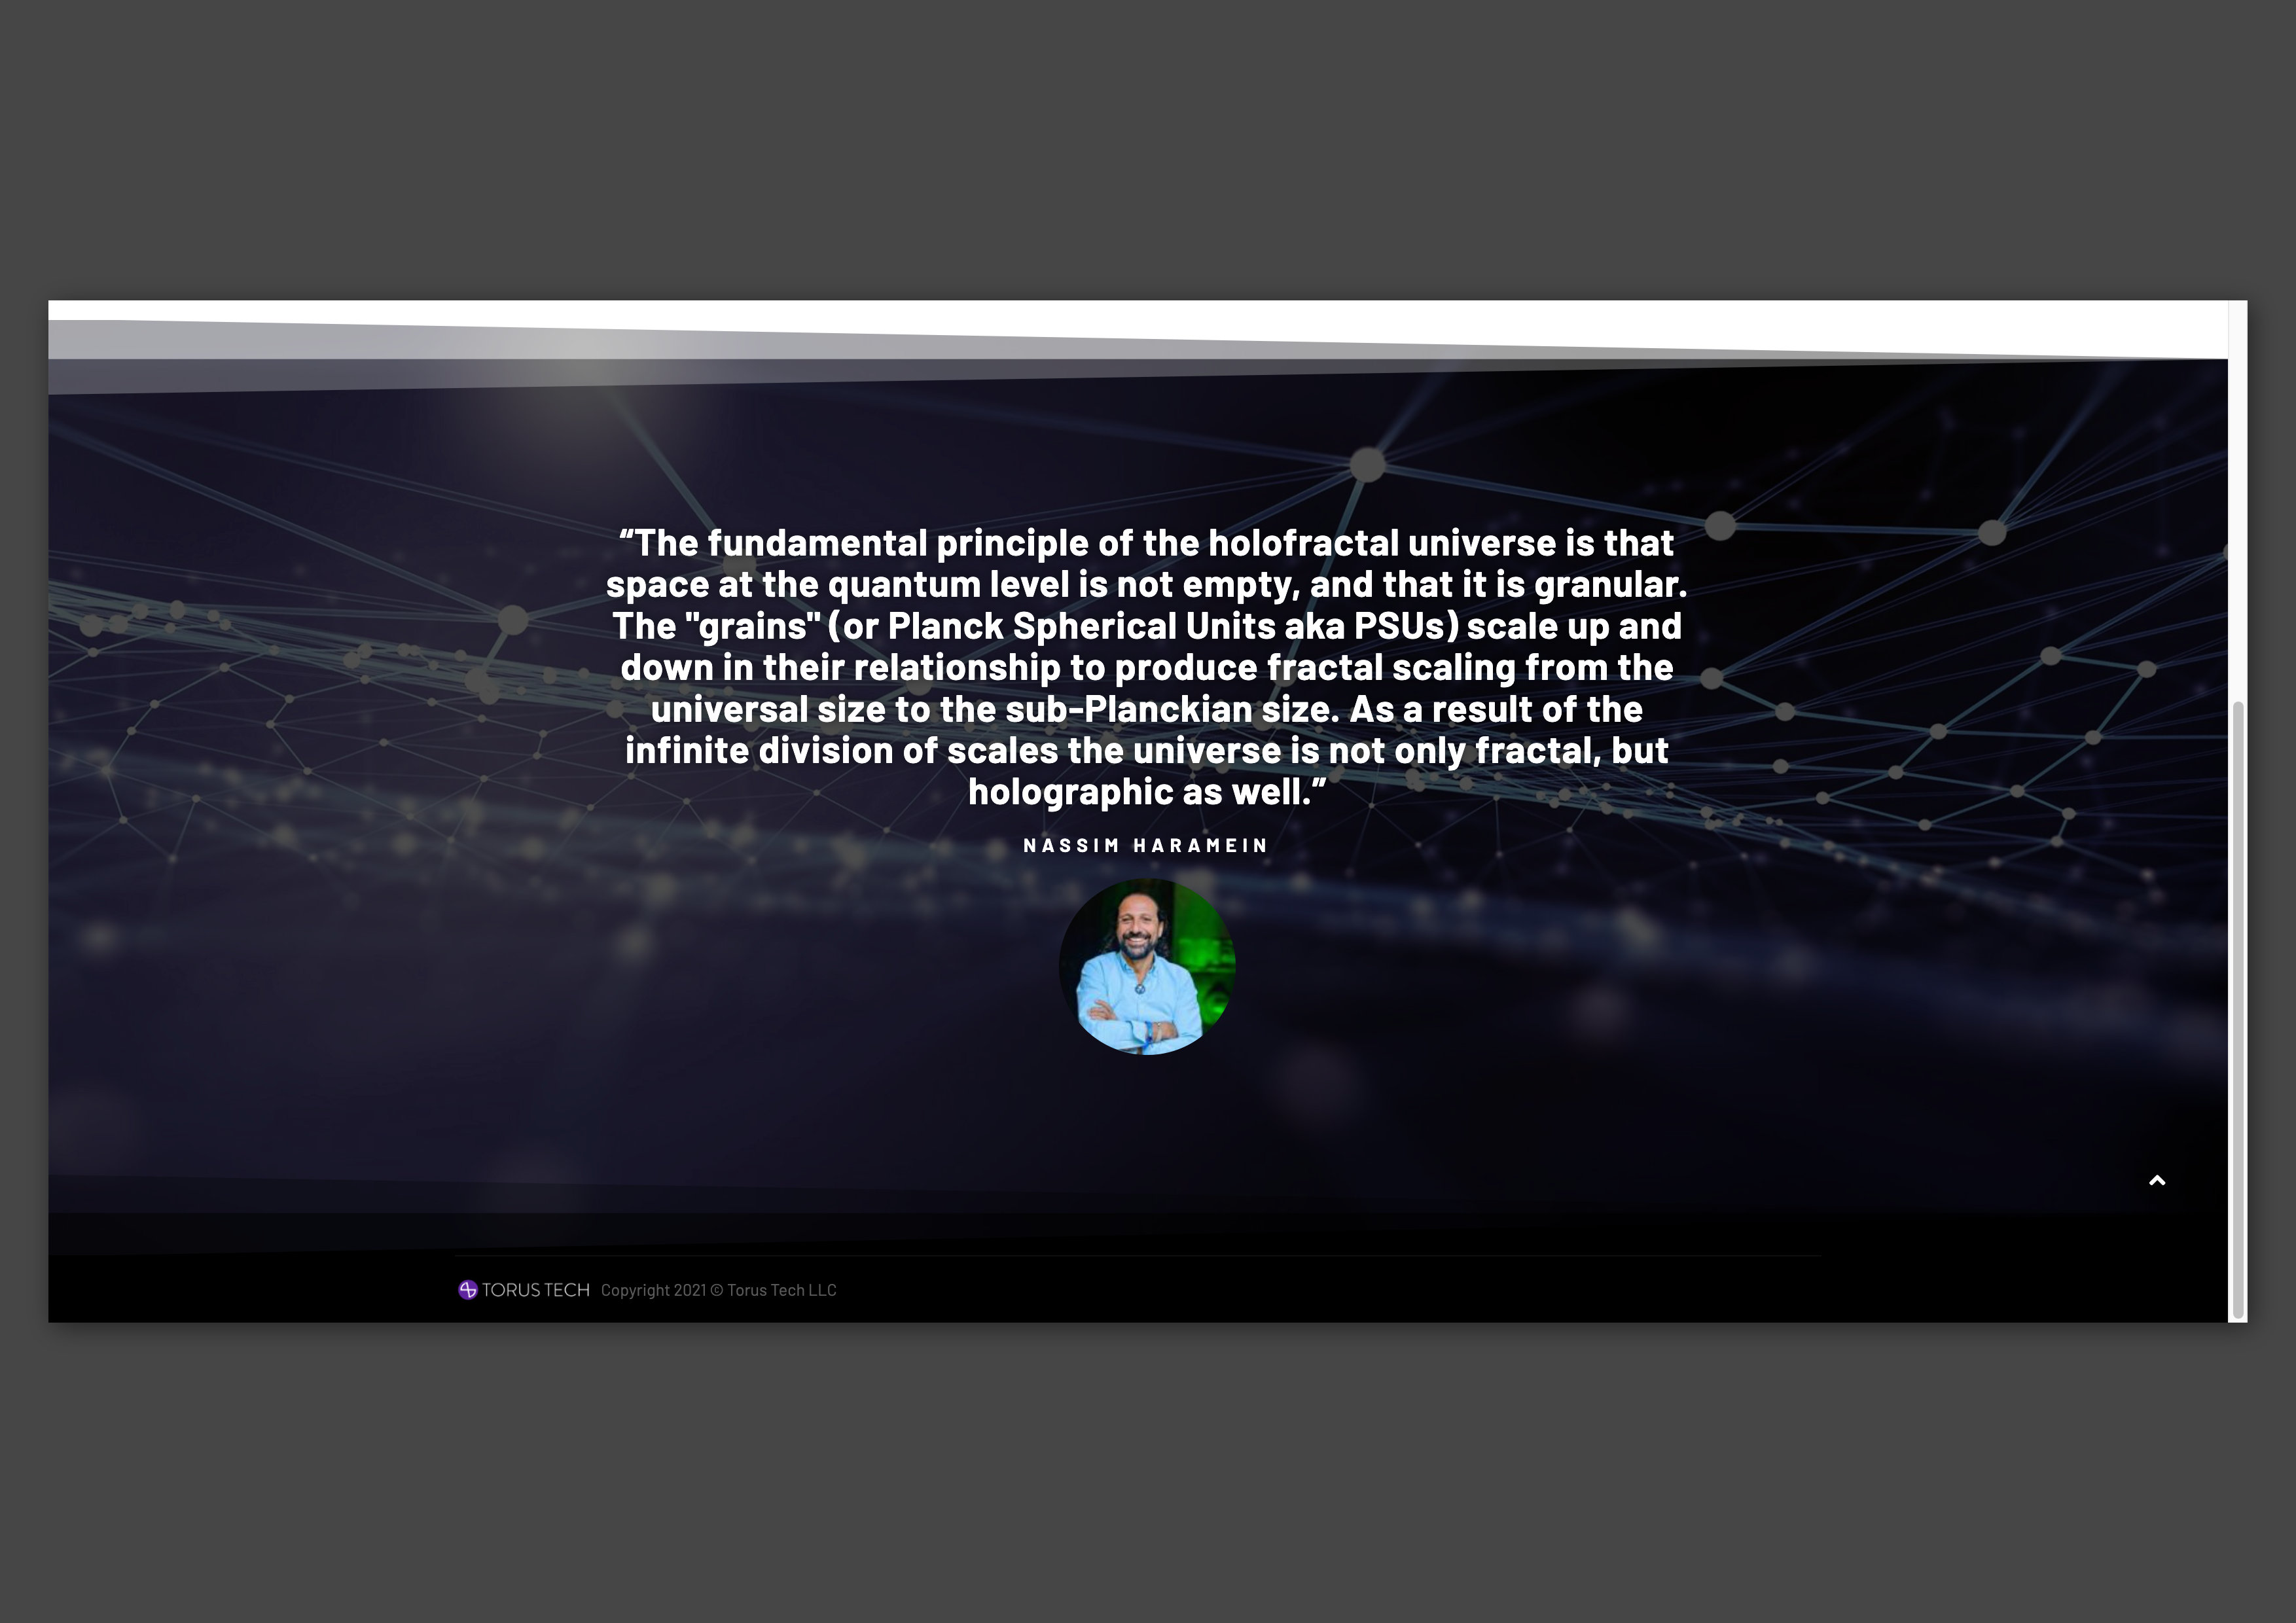 “The fundamental principle of the holofractal universe is that
space at the quantum level is not empty, and that it is granular.
The "grains" (or Planck Spherical Units aka PSUs) scale up and
down in their relationship to produce fractal scaling from the
universal size to the sub-Planckian size. As a result of the
infinite division of scales the universe is not only fractal, but
holographic as well.”
NASSIM HARAMEIN
TORUS TECH Copyright 2021 © Torus Tech LLC